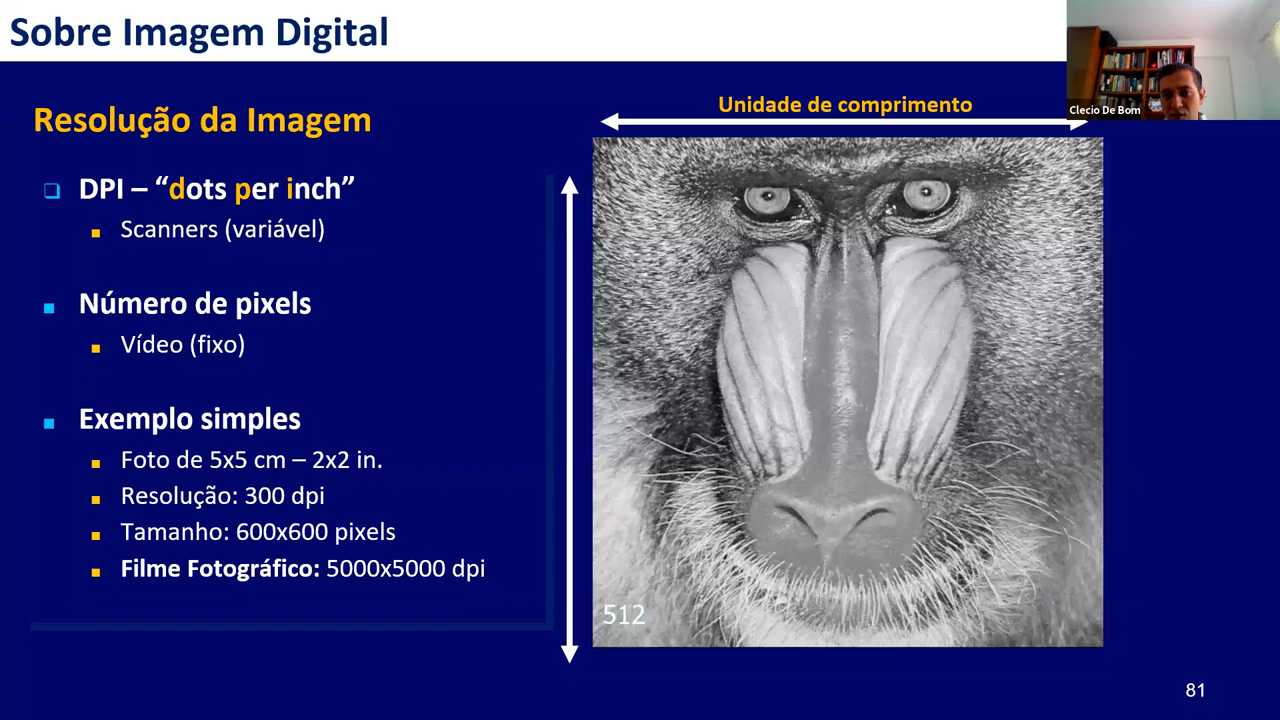 Sobre Imagem Digital
Clecio De Bom
Resolução da Imagem
Unidade de comprimento
DPI – “dots per inch”
Scanners (variável)
Número de pixels
Vídeo (fixo)
Exemplo simples
Foto de 5x5 cm – 2x2 in.
Resolução: 300 dpi
Tamanho: 600x600 pixels
Filme Fotográfico: 5000x5000 dpi
512
81